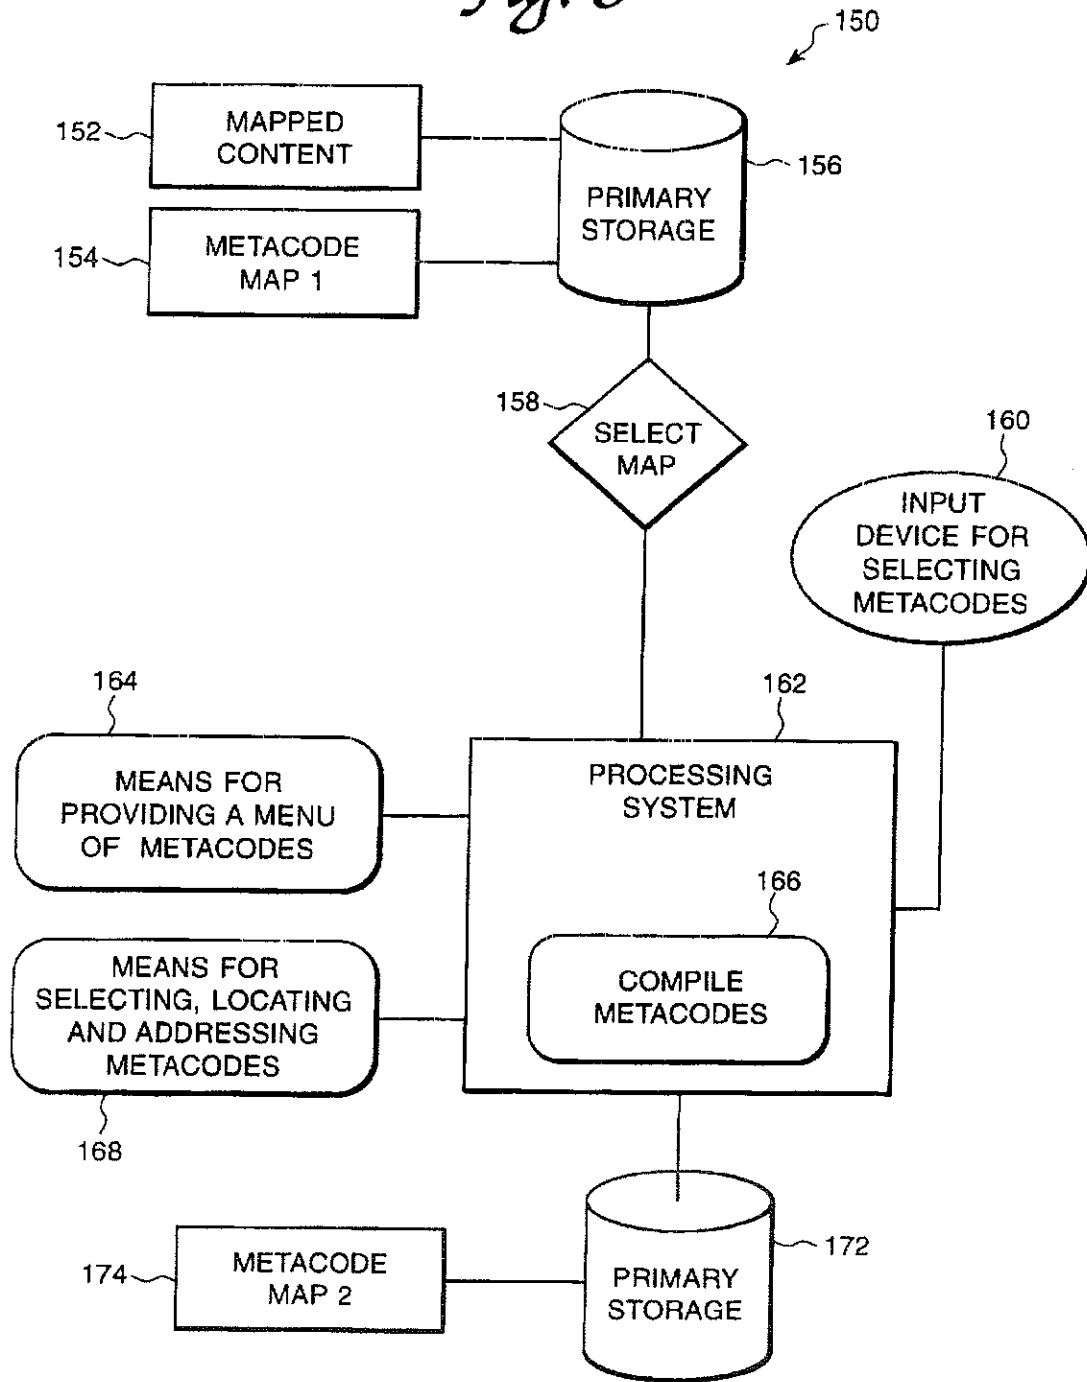 150
152
MAPPED
CONTENT
PRIMARY
STORAGE
156
154
METACODE
MAP 1
158
SELECT
MAP
160
INPUT
DEVICE FOR
SELECTING
METACODES
164
162
MEANS FOR
PROVIDING A MENU
OF METACODES
PROCESSING
SYSTEM
166
COMPILE
METACODES
MEANS FOR
SELECTING, LOCATING
AND ADDRESSING
METACODES
168
174
METACODE
MAP 2
PRIMARY
STORAGE
172